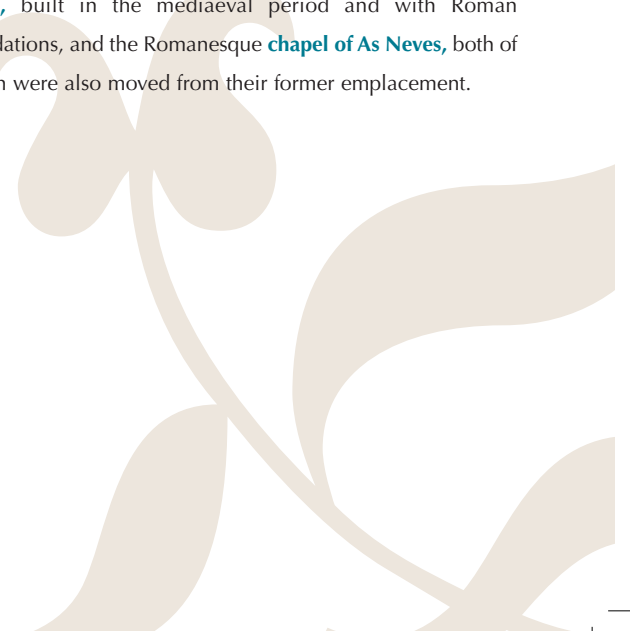 , built in the mediaeval period and with Roman
dations, and the Romanesque chapel of As Neves, both of
were also moved from their former emplacement.